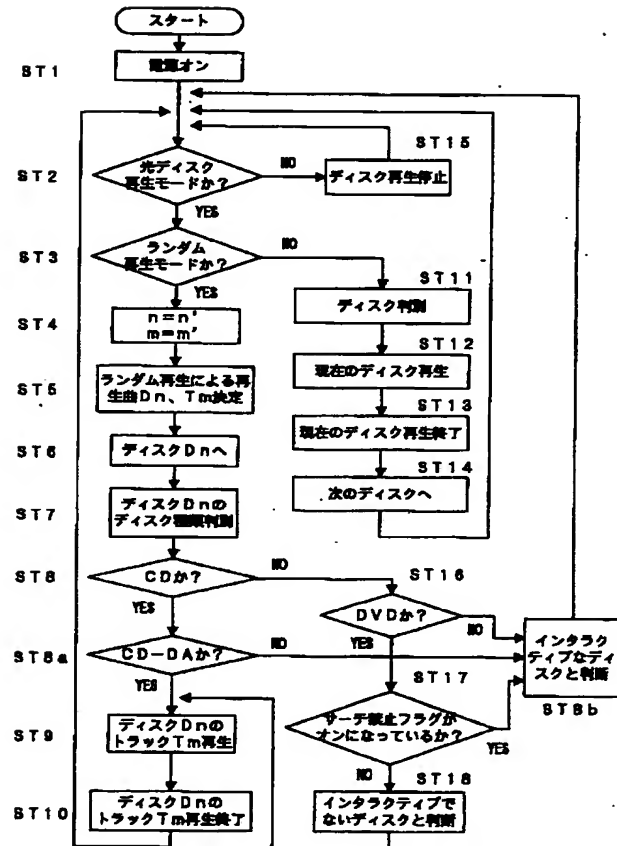 スタート
ST1
電源オン
ST15
ST2
光ディスク
再生モードか?
NO
ディスク再生停止
YES
ST3
ランダム
再生モードか?
NO
YES
ST11
ディスク判別
ST4
n=n'
m=m'
ST12
現在のディスク再生
ST5
ランダム再生による再
生曲Dn、Tm決定
ST13
現在のディスク再生終了
ST6
ディスクDnへ
ST14
次のディスクへ
ST7
ディスクDnの
ディスク種類判別
ST8
CDか?
NO
YES
ST16
DVDか?
NO
YES
インタラク
ティブなディ
スクと判断
ST8b
ST8a
CD-DAか?
NO
YES
ST17
サーチ禁止フラグが
オンになっているか?
YES
NO
ST9
ディスクDnの
トラックTm再生
ST18
インタラクティブで
ないディスクと判断
ST10
ディスクDnの
トラックTm再生終了